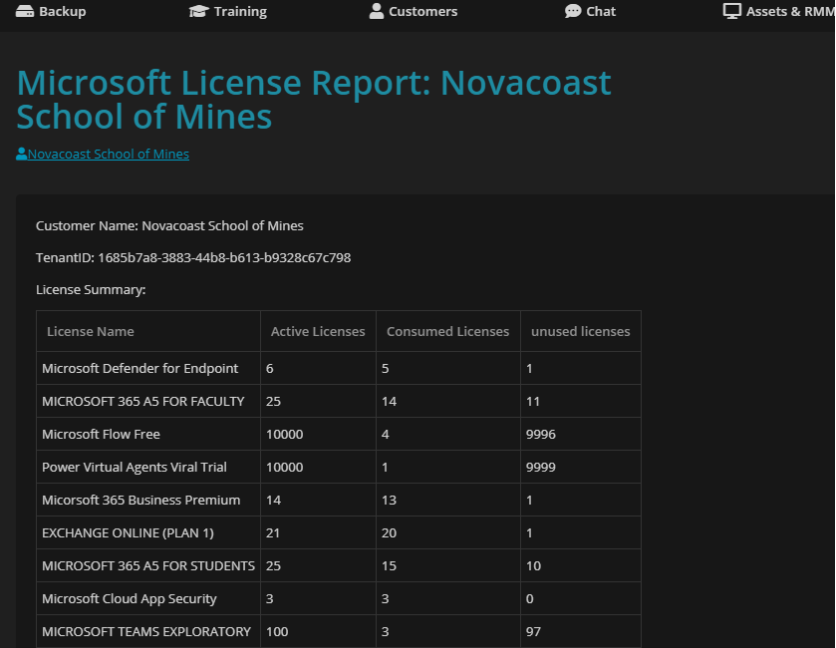 Backup Training Customers Chat Assets & RMM
Microsoft License Report: Novacoast
School of Mines
Novacoast School of Mines
Customer Name: Novacoast School of Mines
TenantID: 1685b7a8-3883-44b8-b613-b9328c67c798
License Summary:
License Name Active Licenses Consumed Licenses unused licenses
Microsoft Defender for Endpoint 6 5 1
MICROSOFT 365 A5 FOR FACULTY 25 14 11
Microsoft Flow Free 10000 4 9996
Power Virtual Agents Viral Trial 10000 1 9999
Micorsoft 365 Business Premium 14 13 1
EXCHANGE ONLINE (PLAN 1) 21 20 1
MICROSOFT 365 A5 FOR STUDENTS 25 15 10
Microsoft Cloud App Security 3 3 0
MICROSOFT TEAMS EXPLORATORY 100 3 97